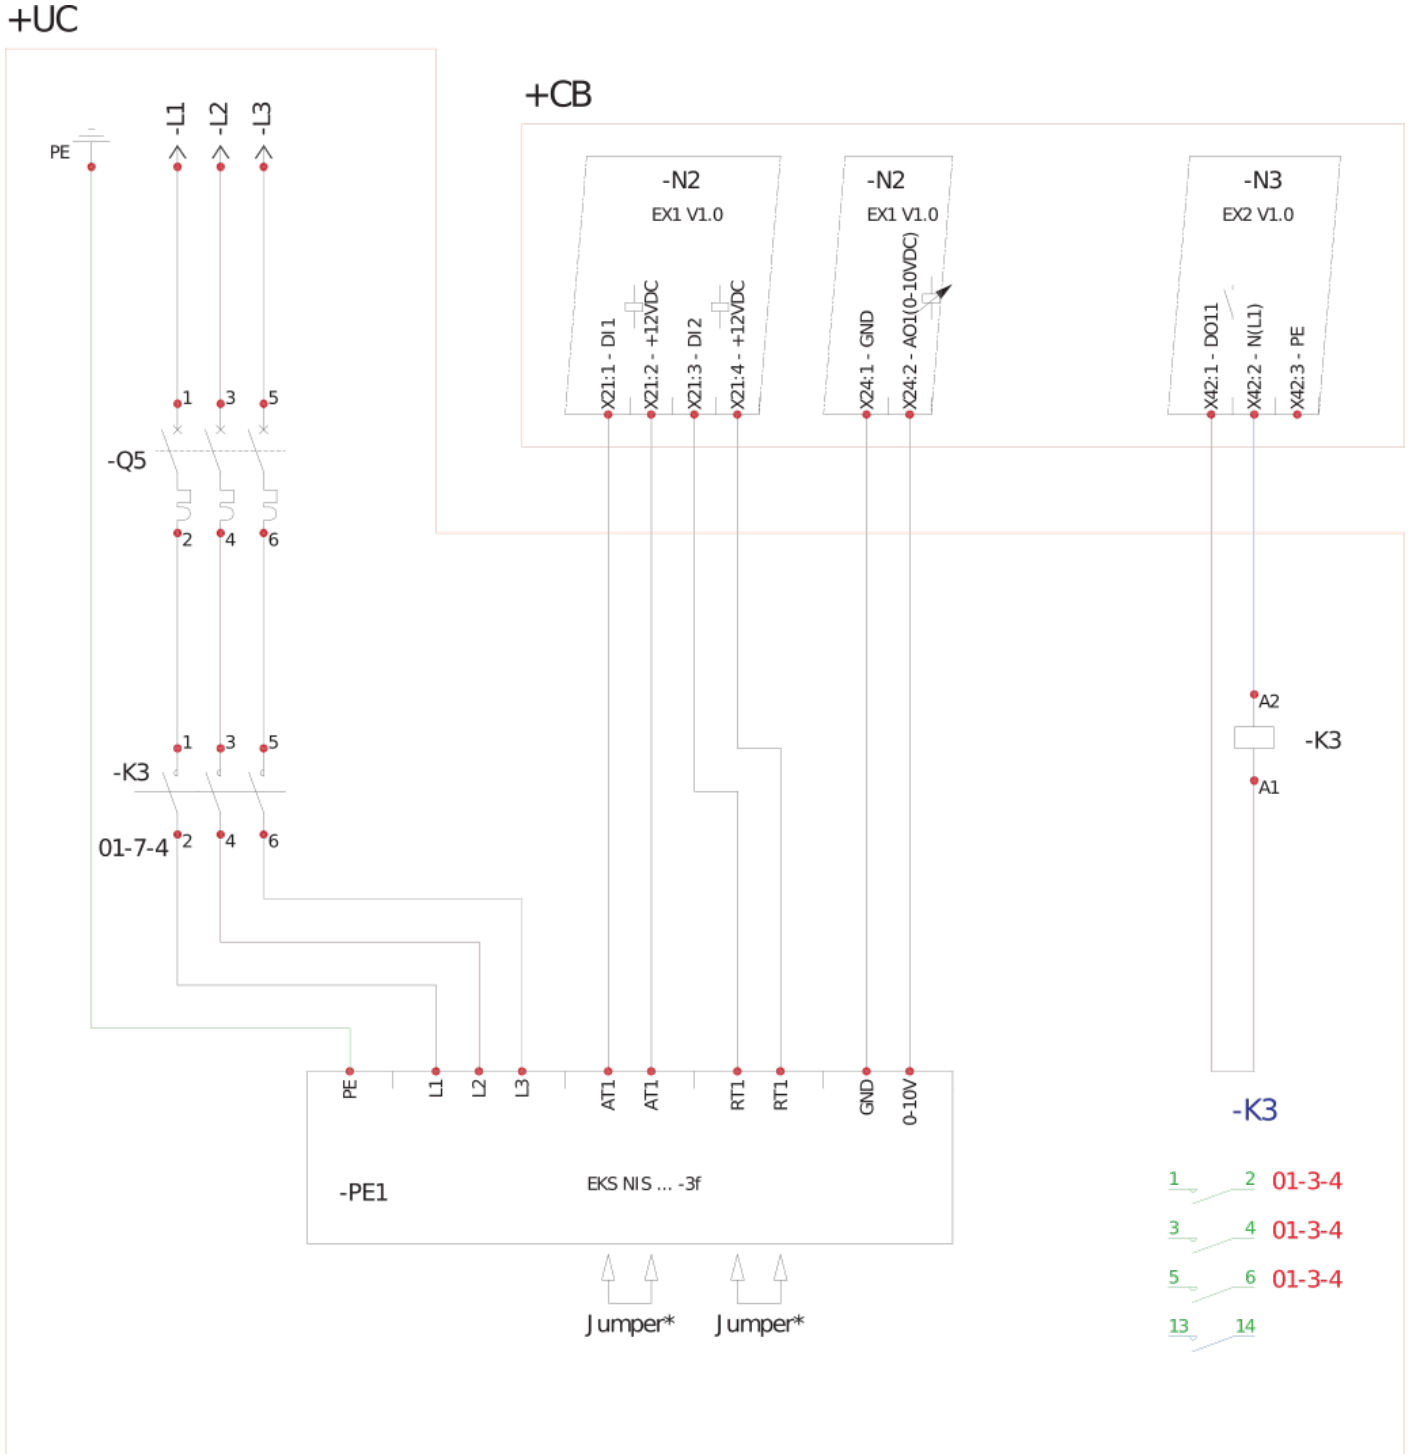 +UC
+CB
PE
-L1
-L2
-L3
-N2
EX1 V1.0
X21:1 - DI1
X21:2 - +12VDC
X21:3 - DI2
X21:4 - +12VDC
-N2
EX1 V1.0
X24:1 - GND
X24:2 - AO1(0-10VDC)
-N3
EX2 V1.0
X42:1 - DO11
X42:2 - N(L1)
X42:3 - PE
1
3
5
-Q5
2
4
6
1
3
5
-K3
01-7-4
2
4
6
A2
-K3
A1
PE
L1
L2
L3
AT1
AT1
RT1
RT1
GND
0-10V
-PE1
EKS NIS ... -3f
Jumper*
Jumper*
-K3
1 2 01-3-4
3 4 01-3-4
5 6 01-3-4
13 14